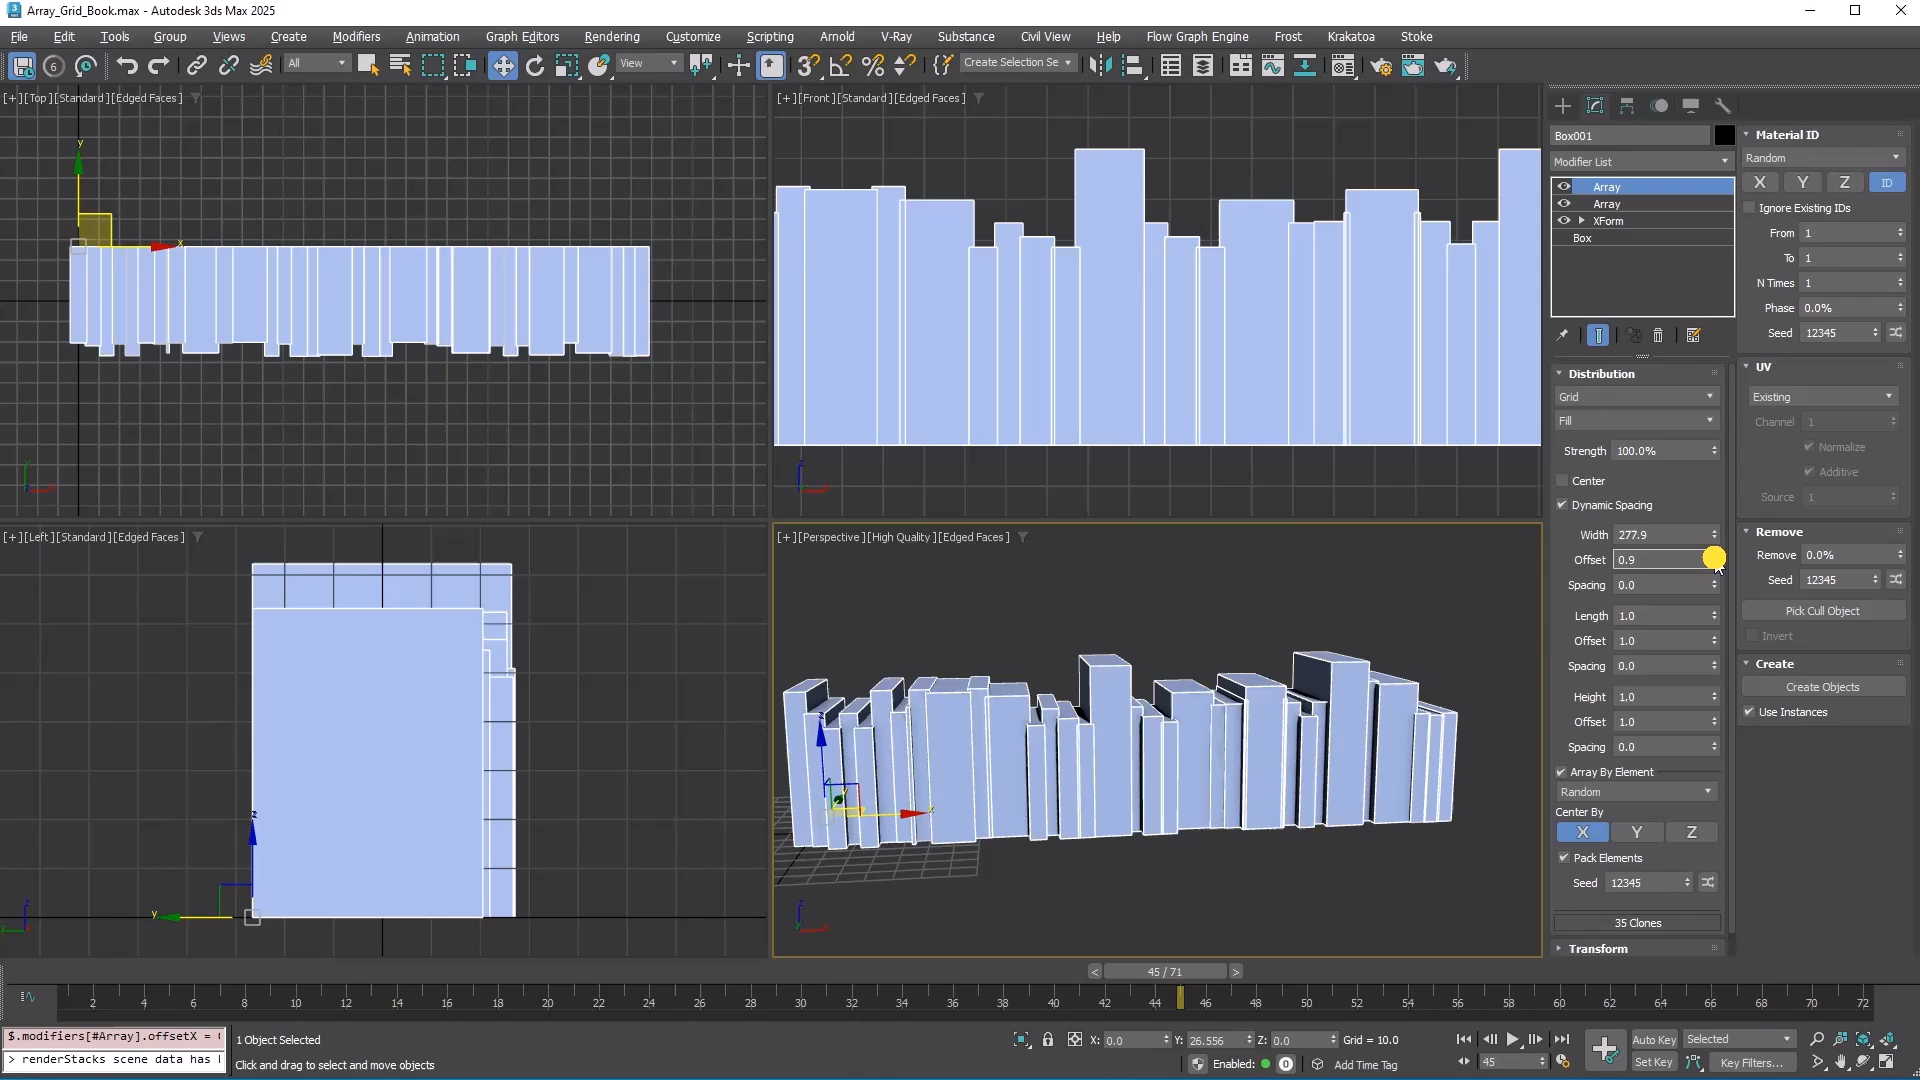 Array_Grid_Book.max - Autodesk 3ds Max 2025
File Edit Tools Group Views Create Modifiers Animation Graph Editors Rendering Customize Scripting Arnold V-Ray Substance Civil View Help Flow Graph Engine Frost Krakatoa Stoke
6 All View Create Selection Se
[+][Top][Standard][Edged Faces]
y
x
[+][Front][Standard][Edged Faces]
z
[+][Left][Standard][Edged Faces]
z
y
[+][Perspective][High Quality][Edged Faces]
z
x
Box001
Modifier List
Array
Array
XForm
Box
Distribution
Grid
Fill
Strength 100.0%
Center
Dynamic Spacing
Width 277.9
Offset 0.9
Spacing 0.0
Length 1.0
Offset 1.0
Spacing 0.0
Height 1.0
Offset 1.0
Spacing 0.0
Array By Element
Random
Center By
X Y Z
Pack Elements
Seed 12345
35 Clones
Transform
Material ID
Random
X Y Z ID
Ignore Existing IDs
From 1
To 1
N Times 1
Phase 0.0%
Seed 12345
UV
Existing
Channel 1
Normalize
Additive
Source 1
Remove
Remove 0.0%
Seed 12345
Pick Cull Object
Invert
Create
Create Objects
Use Instances
< 45 / 71 >
2 4 6 8 10 12 14 16 18 20 22 24 26 28 30 32 34 36 38 40 42 44 46 48 50 52 54 56 58 60 62 64 66 68 70 72
$.modifiers[#Array].offsetX =
> renderStacks scene data has
1 Object Selected
Click and drag to select and move objects
X: 0.0 Y: 26.556 Z: 0.0 Grid = 10.0
Enabled: 0 Add Time Tag
45
Auto Key Selected
Set Key Key Filters...